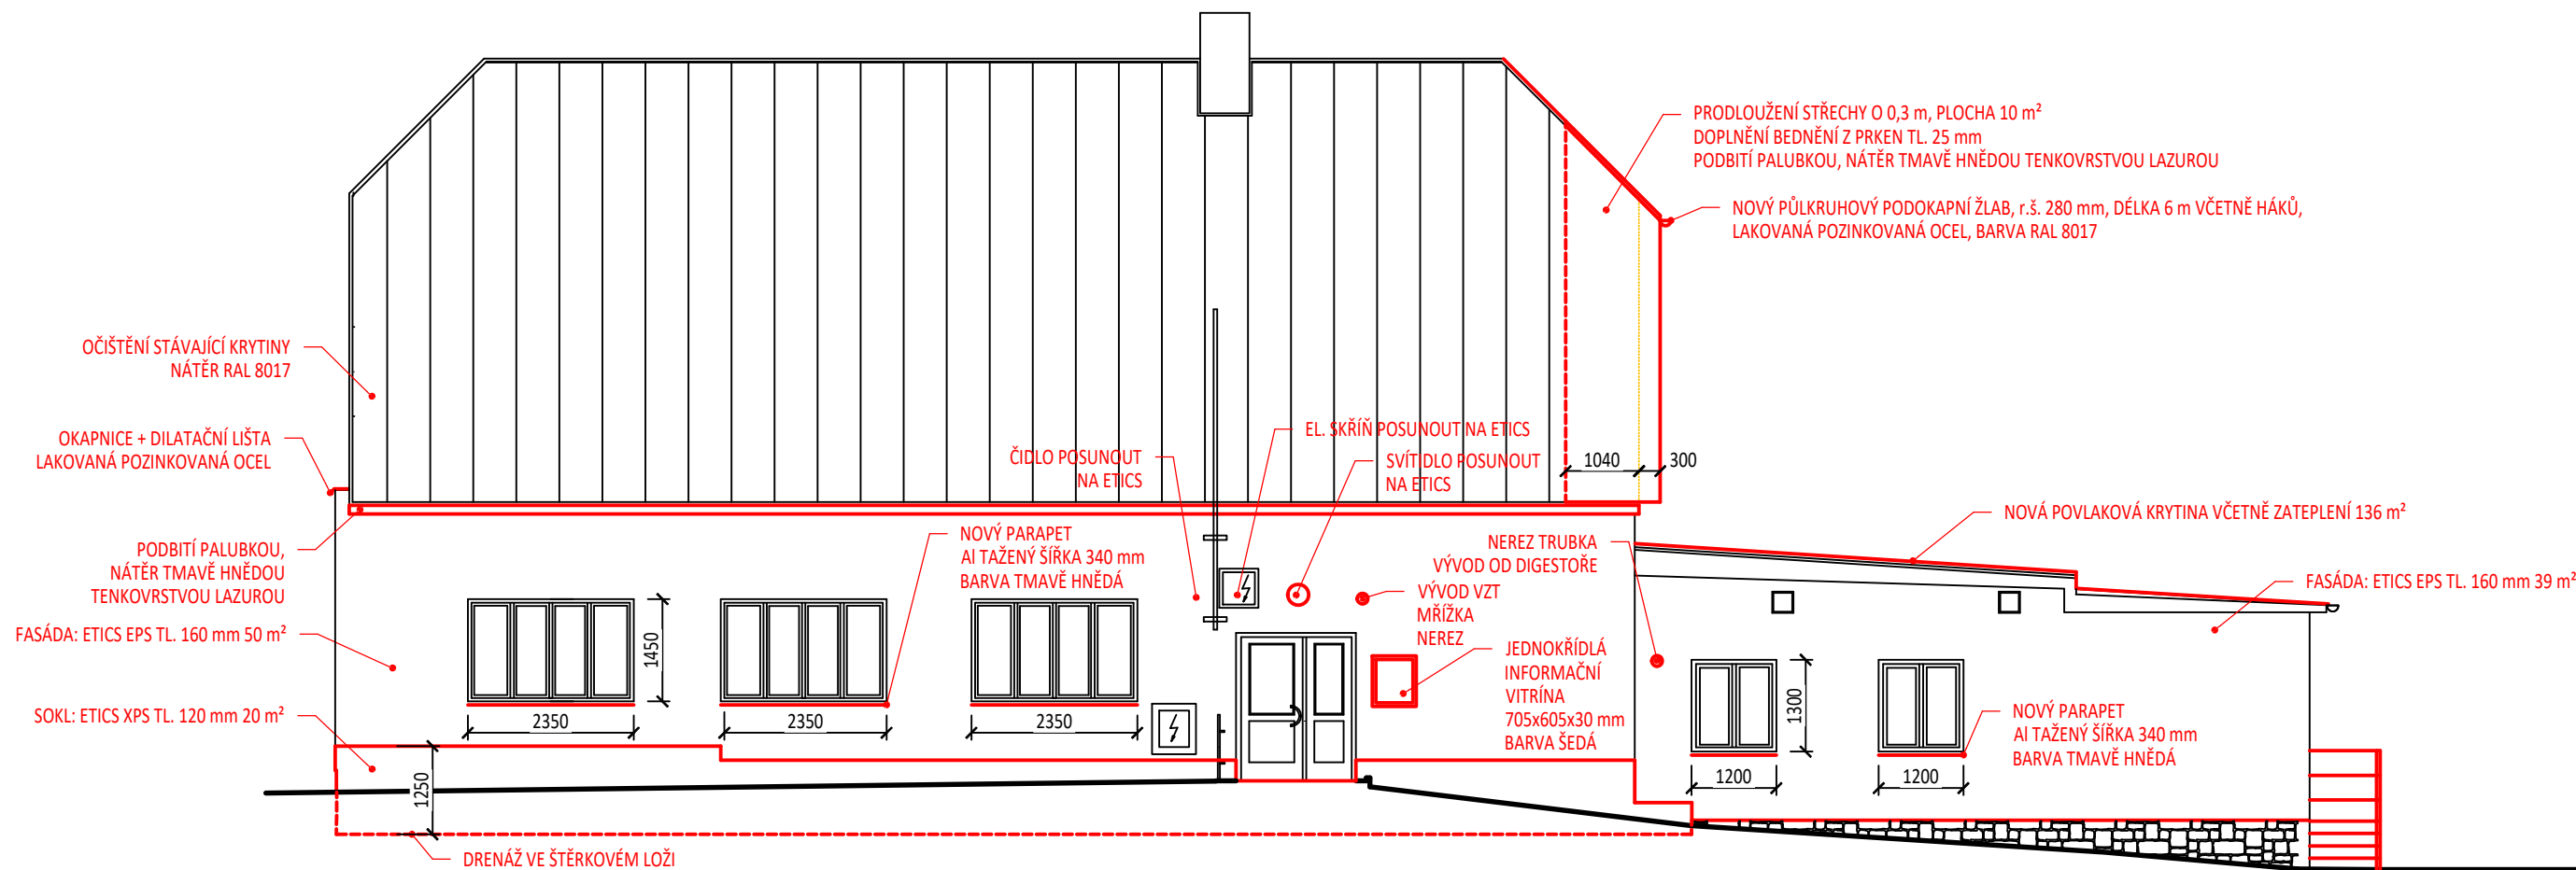 PRODLOUŽENÍ STŘECHY O 0,3 m, PLOCHA 10 m²
DOPLNĚNÍ BEDNĚNÍ Z PRKEN TL. 25 mm
PODBITÍ PALUBKOU, NÁTĚR TMAVĚ HNĚDOU TENKOVRSTVOU LAZUROU
NOVÝ PŮLKRUHOVÝ PODOKAPNÍ ŽLAB, r.š. 280 mm, DÉLKA 6 m VČETNĚ HÁKŮ,
LAKOVANÁ POZINKOVANÁ OCEL, BARVA RAL 8017
OČIŠTĚNÍ STÁVAJÍCÍ KRYTINY
NÁTĚR RAL 8017
OKAPNICE + DILATAČNÍ LIŠTA
LAKOVANÁ POZINKOVANÁ OCEL
ČIDLO POSUNOUT
NA ETICS
EL. SKŘÍŇ POSUNOUT NA ETICS
SVÍTIDLO POSUNOUT
NA ETICS
1040
300
PODBITÍ PALUBKOU,
NÁTĚR TMAVĚ HNĚDOU
TENKOVRSTVOU LAZUROU
NOVÝ PARAPET
Al TAŽENÝ ŠÍŘKA 340 mm
BARVA TMAVĚ HNĚDÁ
NEREZ TRUBKA
VÝVOD OD DIGESTOŘE
NOVÁ POVLAKOVÁ KRYTINA VČETNĚ ZATEPLENÍ 136 m²
FASÁDA: ETICS EPS TL. 160 mm 39 m²
VÝVOD VZT
MŘÍŽKA
NEREZ
FASÁDA: ETICS EPS TL. 160 mm 50 m²
1450
JEDNOKŘÍDLÁ
INFORMAČNÍ
VITRÍNA
705x605x30 mm
BARVA ŠEDÁ
1300
SOKL: ETICS XPS TL. 120 mm 20 m²
2350
2350
2350
NOVÝ PARAPET
Al TAŽENÝ ŠÍŘKA 340 mm
BARVA TMAVĚ HNĚDÁ
1200
1200
1250
DRENÁŽ VE ŠTĚRKOVÉM LOŽI